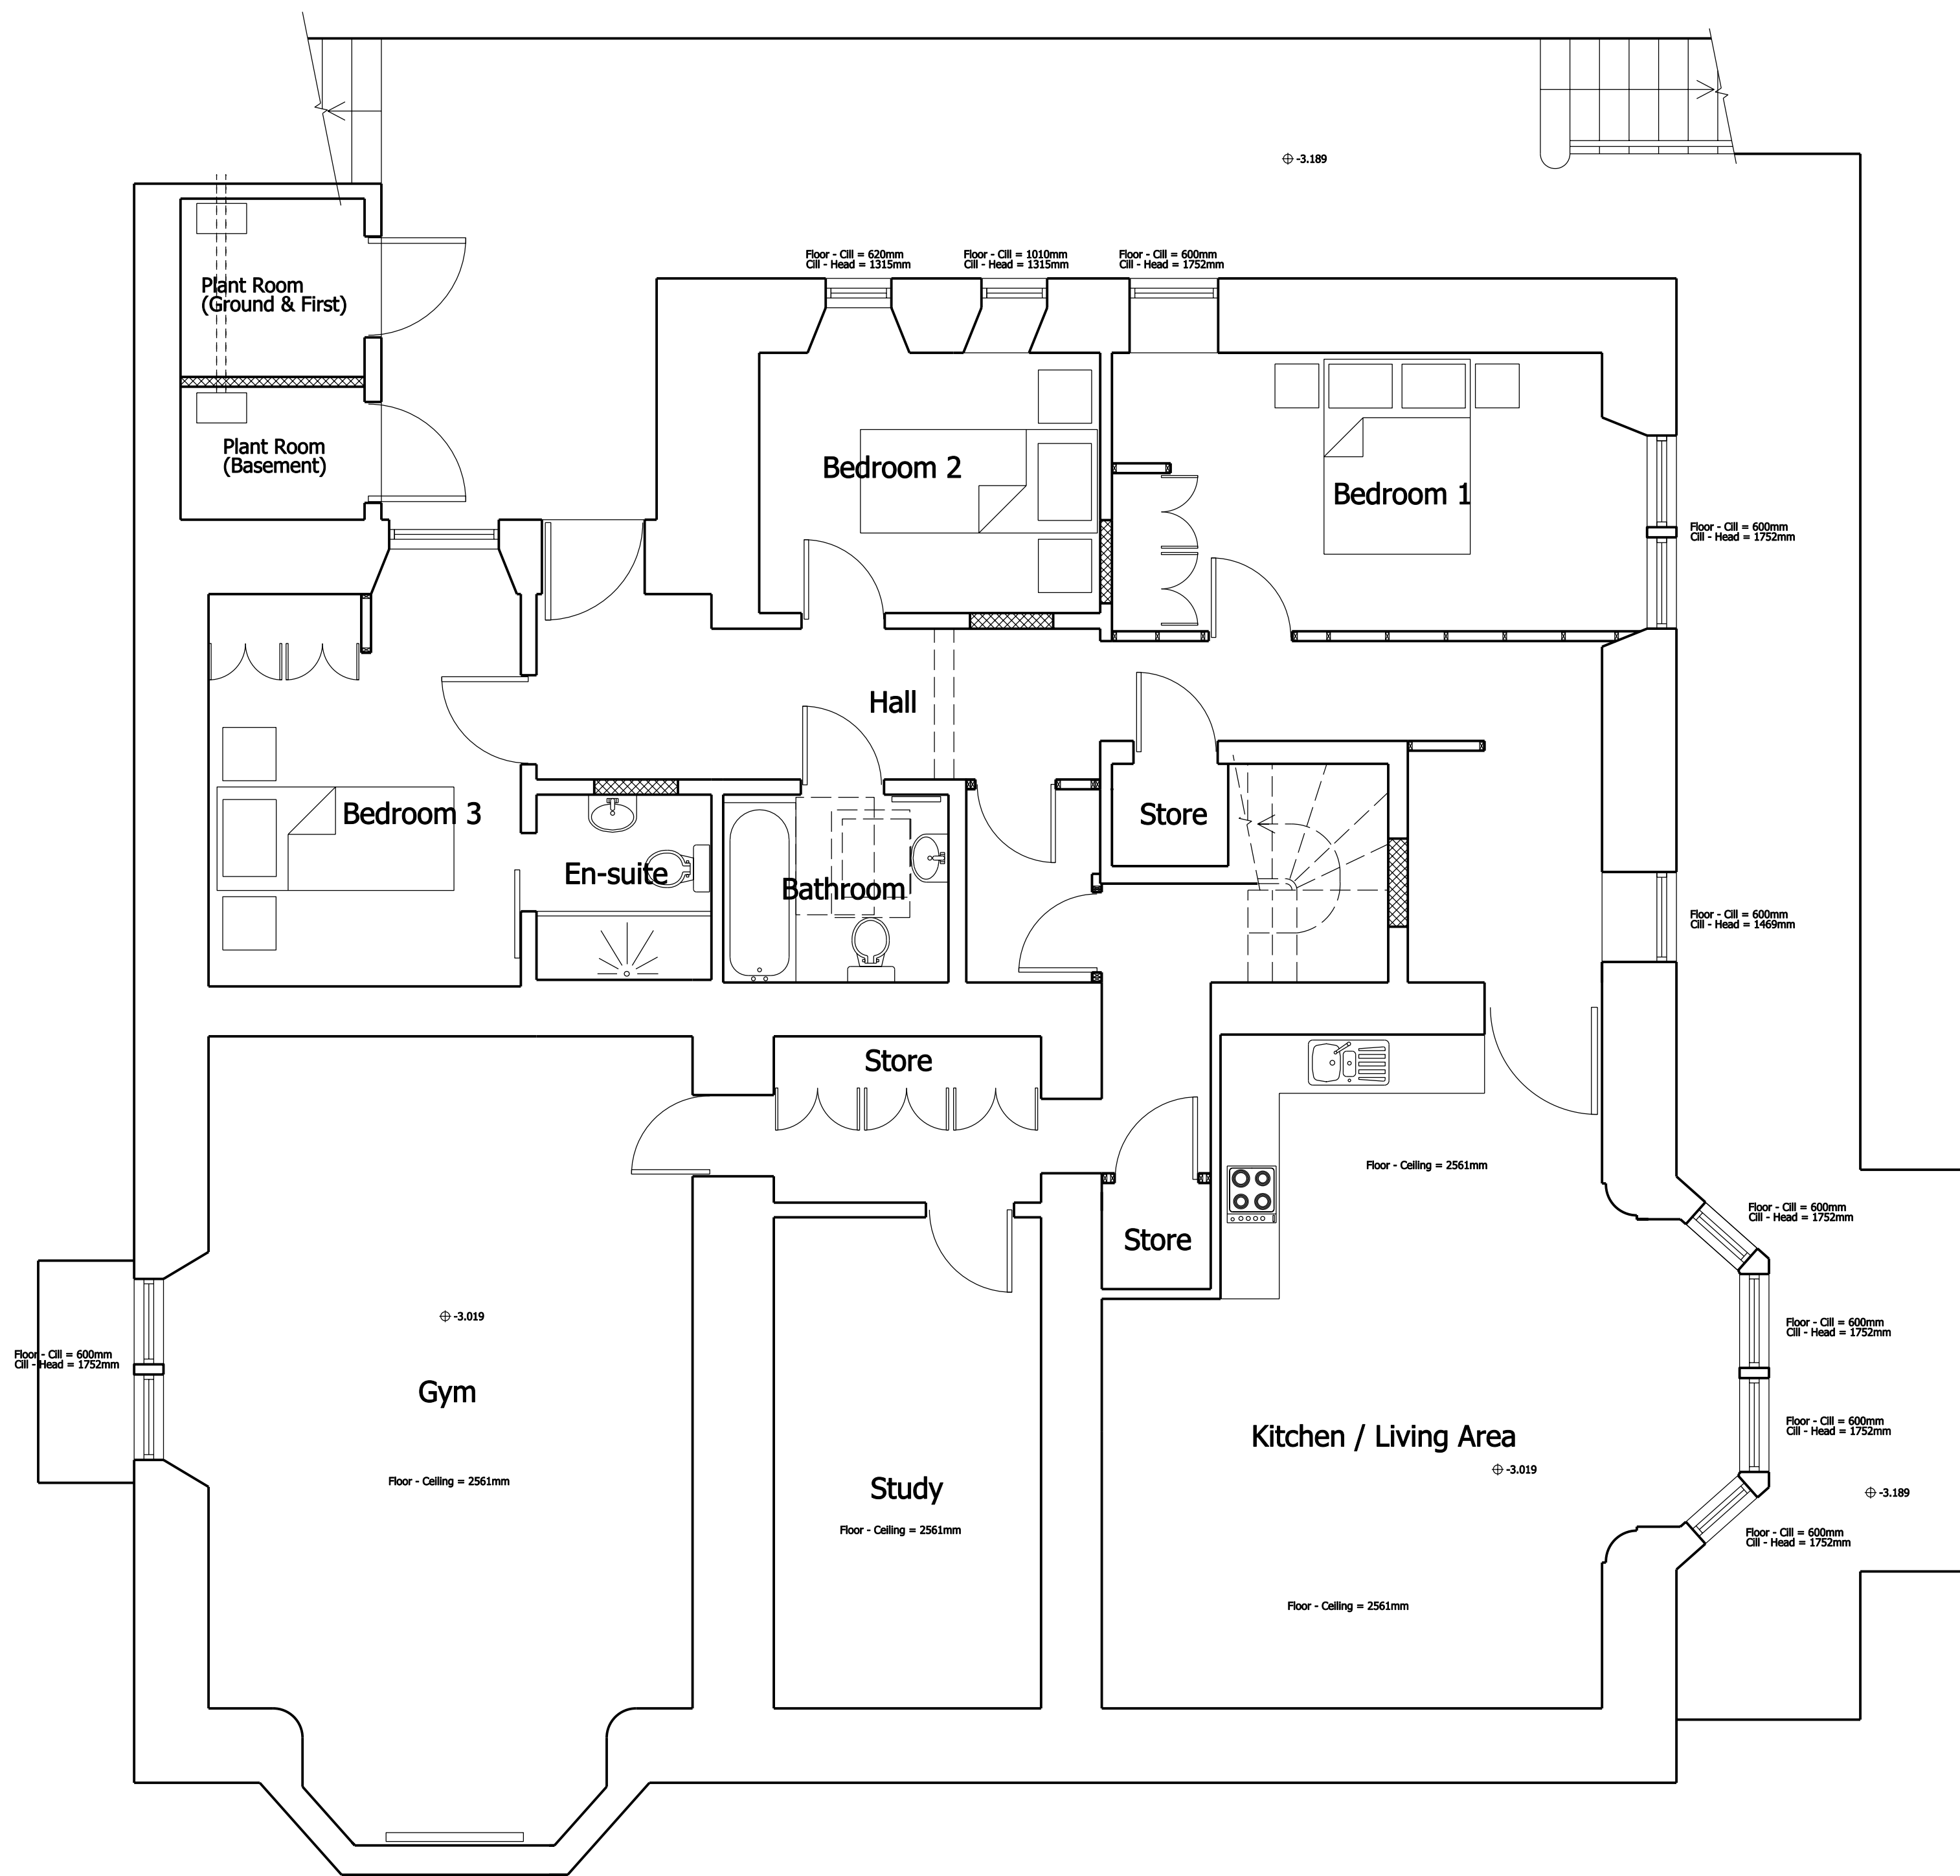 -3.189
Floor - Cill = 620mm
Cill - Head = 1315mm
Floor - Cill = 1010mm
Cill - Head = 1315mm
Floor - Cill = 600mm
Cill - Head = 1752mm
Plant Room
(Ground & First)
Plant Room
(Basement)
Bedroom 2
Bedroom 1
Floor - Cill = 600mm
Cill - Head = 1752mm
Hall
Bedroom 3
Store
En-suite
Bathroom
Floor - Cill = 600mm
Cill - Head = 1469mm
Store
Floor - Ceiling = 2561mm
Store
Floor - Cill = 600mm
Cill - Head = 1752mm
-3.019
Floor - Cill = 600mm
Cill - Head = 1752mm
Floor - Cill = 600mm
Cill - Head = 1752mm
Gym
Floor - Cill = 600mm
Cill - Head = 1752mm
Kitchen / Living Area
-3.019
Floor - Ceiling = 2561mm
Study
-3.189
Floor - Ceiling = 2561mm
Floor - Cill = 600mm
Cill - Head = 1752mm
Floor - Ceiling = 2561mm